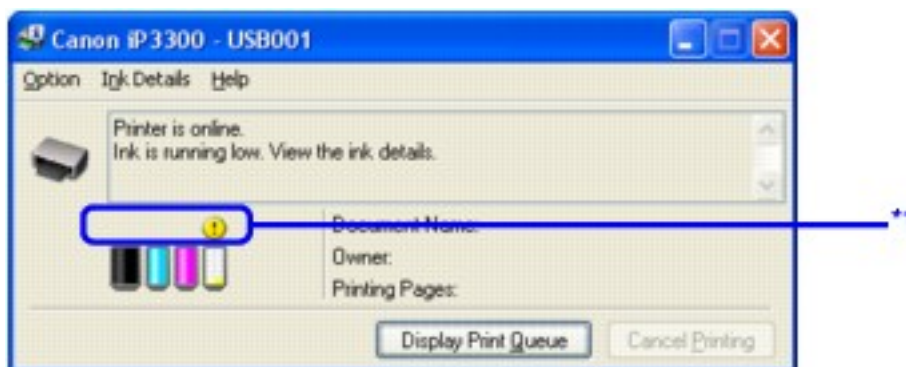 Canon iP3300 - USB001
Option Ink Details Help
Printer is online.
Ink is running low. View the ink details.
Document Name:
Owner:
Printing Pages:
Display Print Queue Cancel Printing